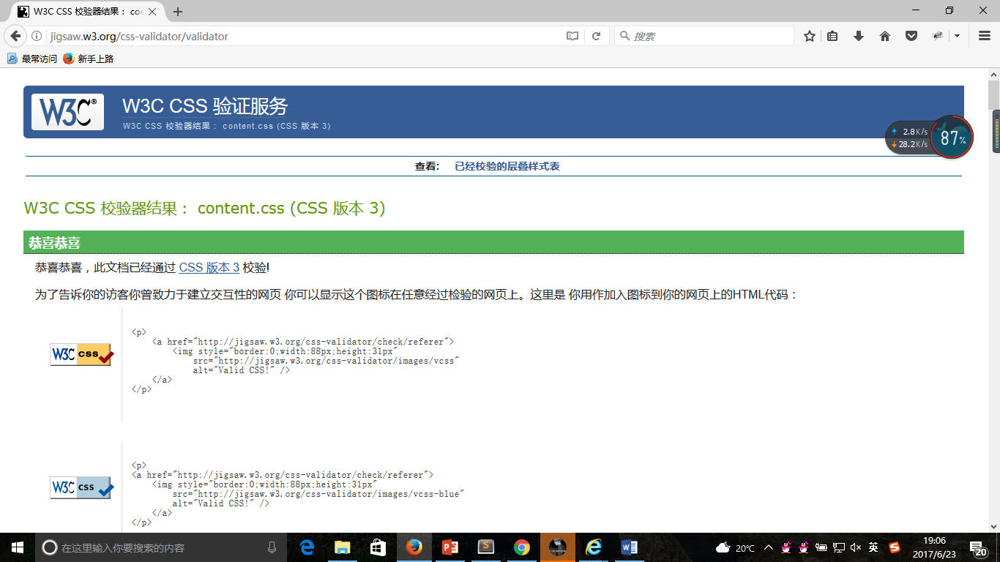 W3C CSS 校验器结果： con
jigsaw.w3.org/css-validator/validator
搜索
最常访问 新手上路
W3C®
W3C CSS 验证服务
W3C CSS 校验器结果： content.css (CSS 版本 3)
2.8K/s
28.2K/s
87%
查看： 已经校验的层叠样式表
W3C CSS 校验器结果： content.css (CSS 版本 3)
恭喜恭喜
恭喜恭喜，此文档已经通过 CSS 版本 3 校验!
为了告诉你的访客你曾致力于建立交互性的网页 你可以显示这个图标在任意经过检验的网页上。这里是 你用作加入图标到你的网页上的HTML代码：
W3C css
<p>
<a href="http://jigsaw.w3.org/css-validator/check/referer">
<img style="border:0;width:88px;height:31px"
src="http://jigsaw.w3.org/css-validator/images/vcss"
alt="Valid CSS!" />
</a>
</p>
W3C css
<p>
<a href="http://jigsaw.w3.org/css-validator/check/referer">
<img style="border:0;width:88px;height:31px"
src="http://jigsaw.w3.org/css-validator/images/vcss-blue"
alt="Valid CSS!" />
</a>
</p>
在这里输入你要搜索的内容
20℃
英
19:06
2017/6/23
20